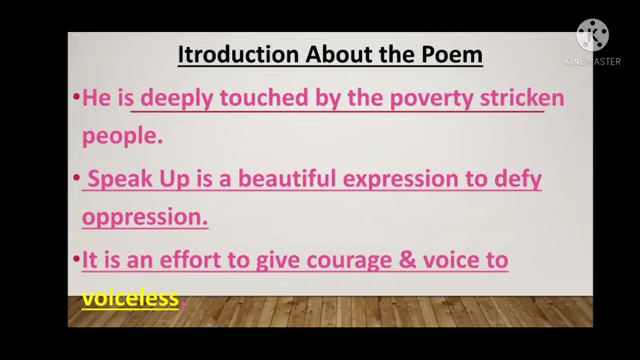 Itroduction About the Poem
KINEMASTER
•He is deeply touched by the poverty stricken
people.
• Speak Up is a beautiful expression to defy
oppression.
•It is an effort to give courage & voice to
voiceless.